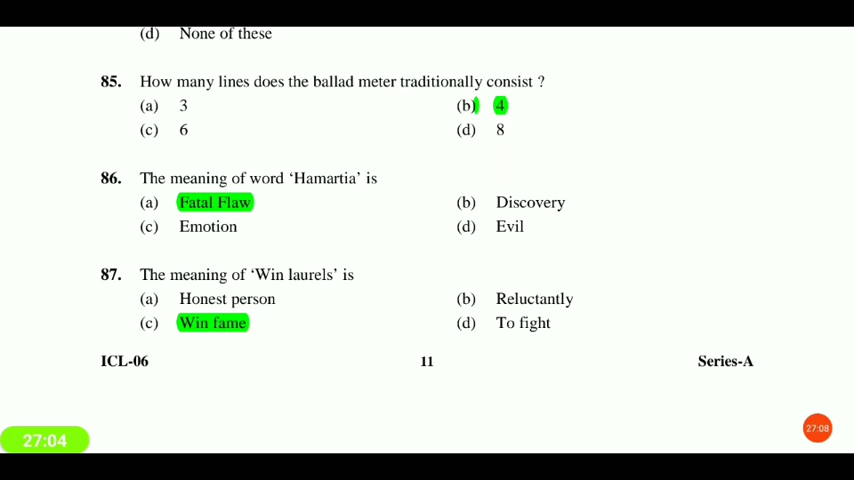 (d) None of these
85. How many lines does the ballad meter traditionally consist ?
(a) 3 (b) 4
(c) 6 (d) 8
86. The meaning of word ‘Hamartia’ is
(a) Fatal Flaw (b) Discovery
(c) Emotion (d) Evil
87. The meaning of ‘Win laurels’ is
(a) Honest person (b) Reluctantly
(c) Win fame (d) To fight
ICL-06 11 Series-A
27:04 27:08